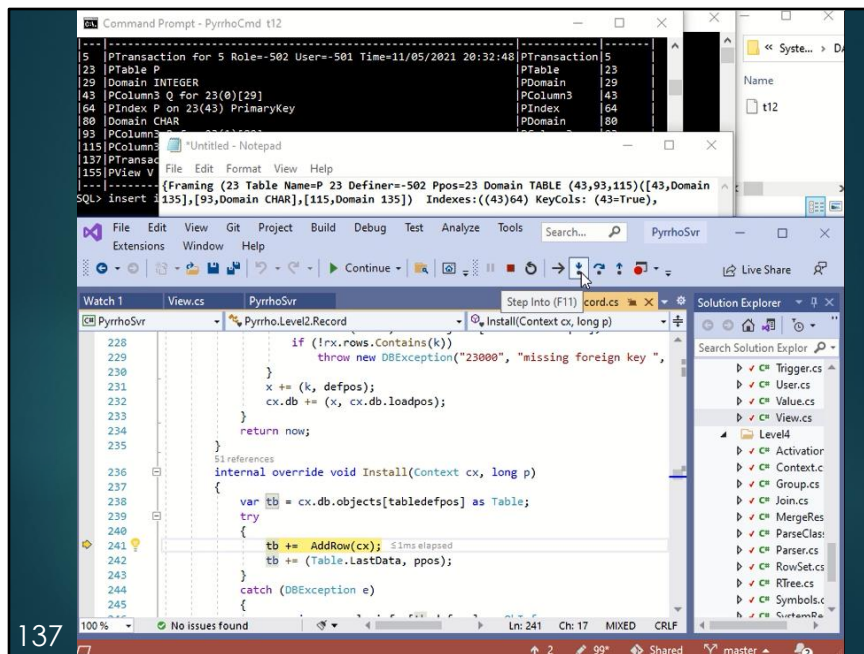 Command Prompt - PyrrhoCmd t12
|---|----------------------------------------------------------|------------|-------|
|5 |PTransaction for 5 Role=-502 User=-501 Time=11/05/2021 20:32:48|PTransaction|5
|23 |PTable P |PTable |23
|29 |Domain INTEGER |PDomain |29
|43 |PColumn3 Q for 23(0)[29] |PColumn3 |43
|64 |PIndex P on 23(43) PrimaryKey |PIndex |64
|80 |Domain CHAR |PDomain |80
|93 |PColumn3
|115|PColumn3
|137|PTransac
|155|PView V
SQL> insert i
« Syste... > DA
Name
t12
*Untitled - Notepad
File Edit Format View Help
{Framing (23 Table Name=P 23 Definer=-502 Ppos=23 Domain TABLE (43,93,115)([43,Domain
135],[93,Domain CHAR],[115,Domain 135]) Indexes:((43)64) KeyCols: (43=True),
File Edit View Git Project Build Debug Test Analyze Tools Search... PyrrhoSvr
Extensions Window Help
Continue
Live Share
Watch 1 View.cs PyrrhoSvr Step Into (F11) cord.cs Solution Explorer
PyrrhoSvr Pyrrho.Level2.Record Install(Context cx, long p)
Search Solution Explor
228 if (!rx.rows.Contains(k))
229 throw new DBException("23000", "missing foreign key ",
230 }
231 x += (k, defpos);
232 cx.db += (x, cx.db.loadpos);
233 }
234 return now;
235 }
51 references
236 internal override void Install(Context cx, long p)
237 {
238 var tb = cx.db.objects[tabledefpos] as Table;
239 try
240 {
241 tb += AddRow(cx); ≤1ms elapsed
242 tb += (Table.LastData, ppos);
243 }
244 catch (DBException e)
245 {
C# Trigger.cs
C# User.cs
C# Value.cs
C# View.cs
Level4
C# Activation
C# Context.c
C# Group.cs
C# Join.cs
C# MergeRes
C# ParseClass
C# Parser.cs
C# RowSet.cs
C# RTree.cs
C# Symbols.c
100 % No issues found Ln: 241 Ch: 17 MIXED CRLF
2 99* Shared master 2
137